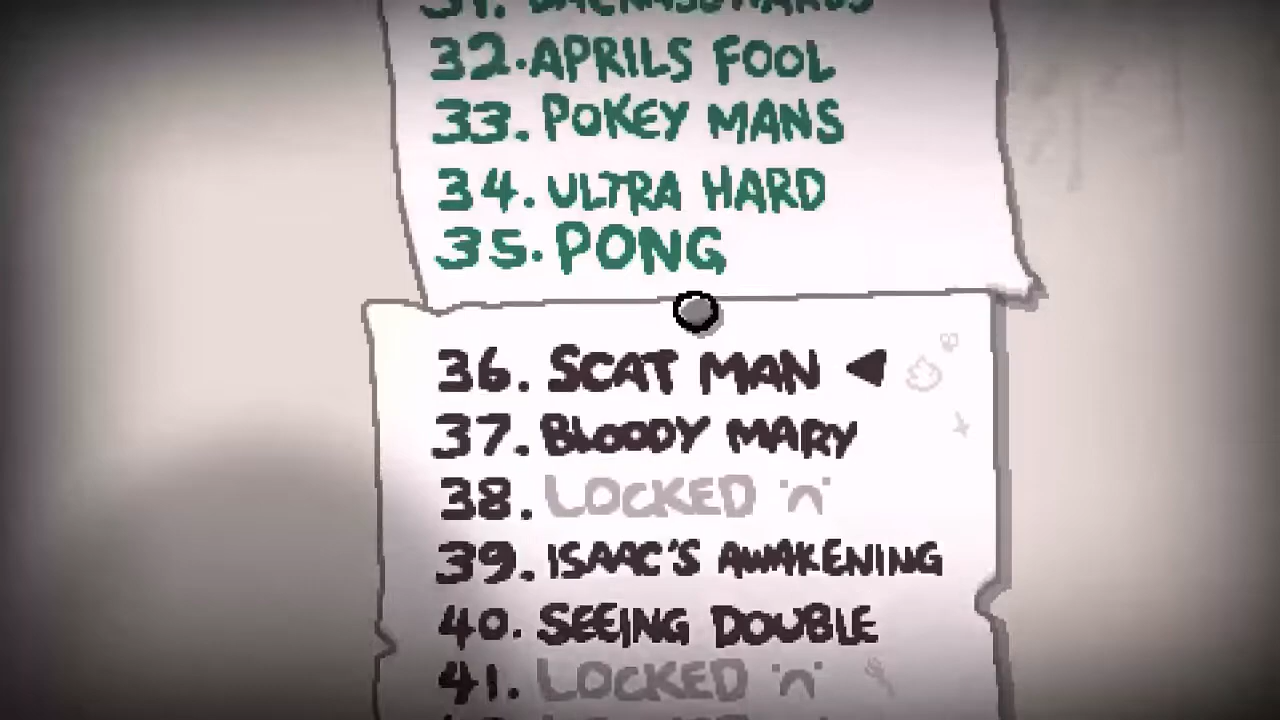 32. APRILS FOOL
33. POKEY MANS
34. ULTRA HARD
35. PONG
36. SCAT MAN ◀
37. BLOODY MARY
38. LOCKED
39. ISAAC'S AWAKENING
40. SEEING DOUBLE
41. LOCKED